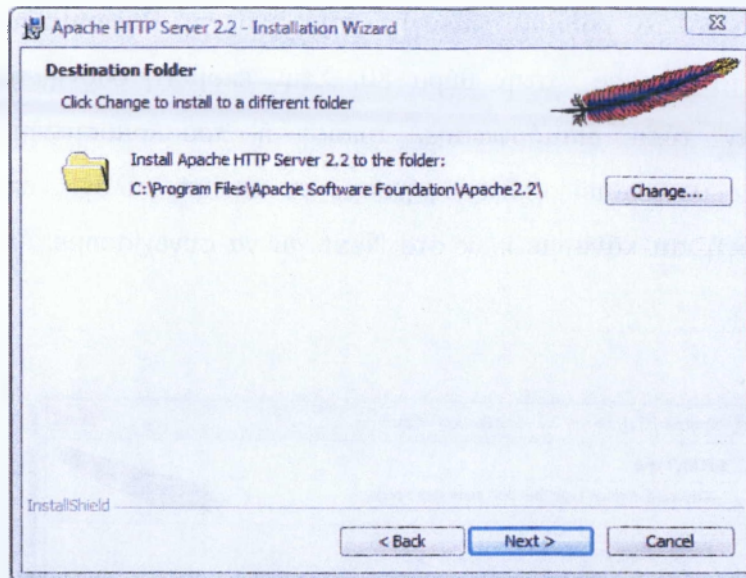 Apache HTTP Server 2.2 - Installation Wizard
Destination Folder
Click Change to install to a different folder
Install Apache HTTP Server 2.2 to the folder:
C:\Program Files\Apache Software Foundation\Apache2.2\
Change...
InstallShield
< Back
Next >
Cancel